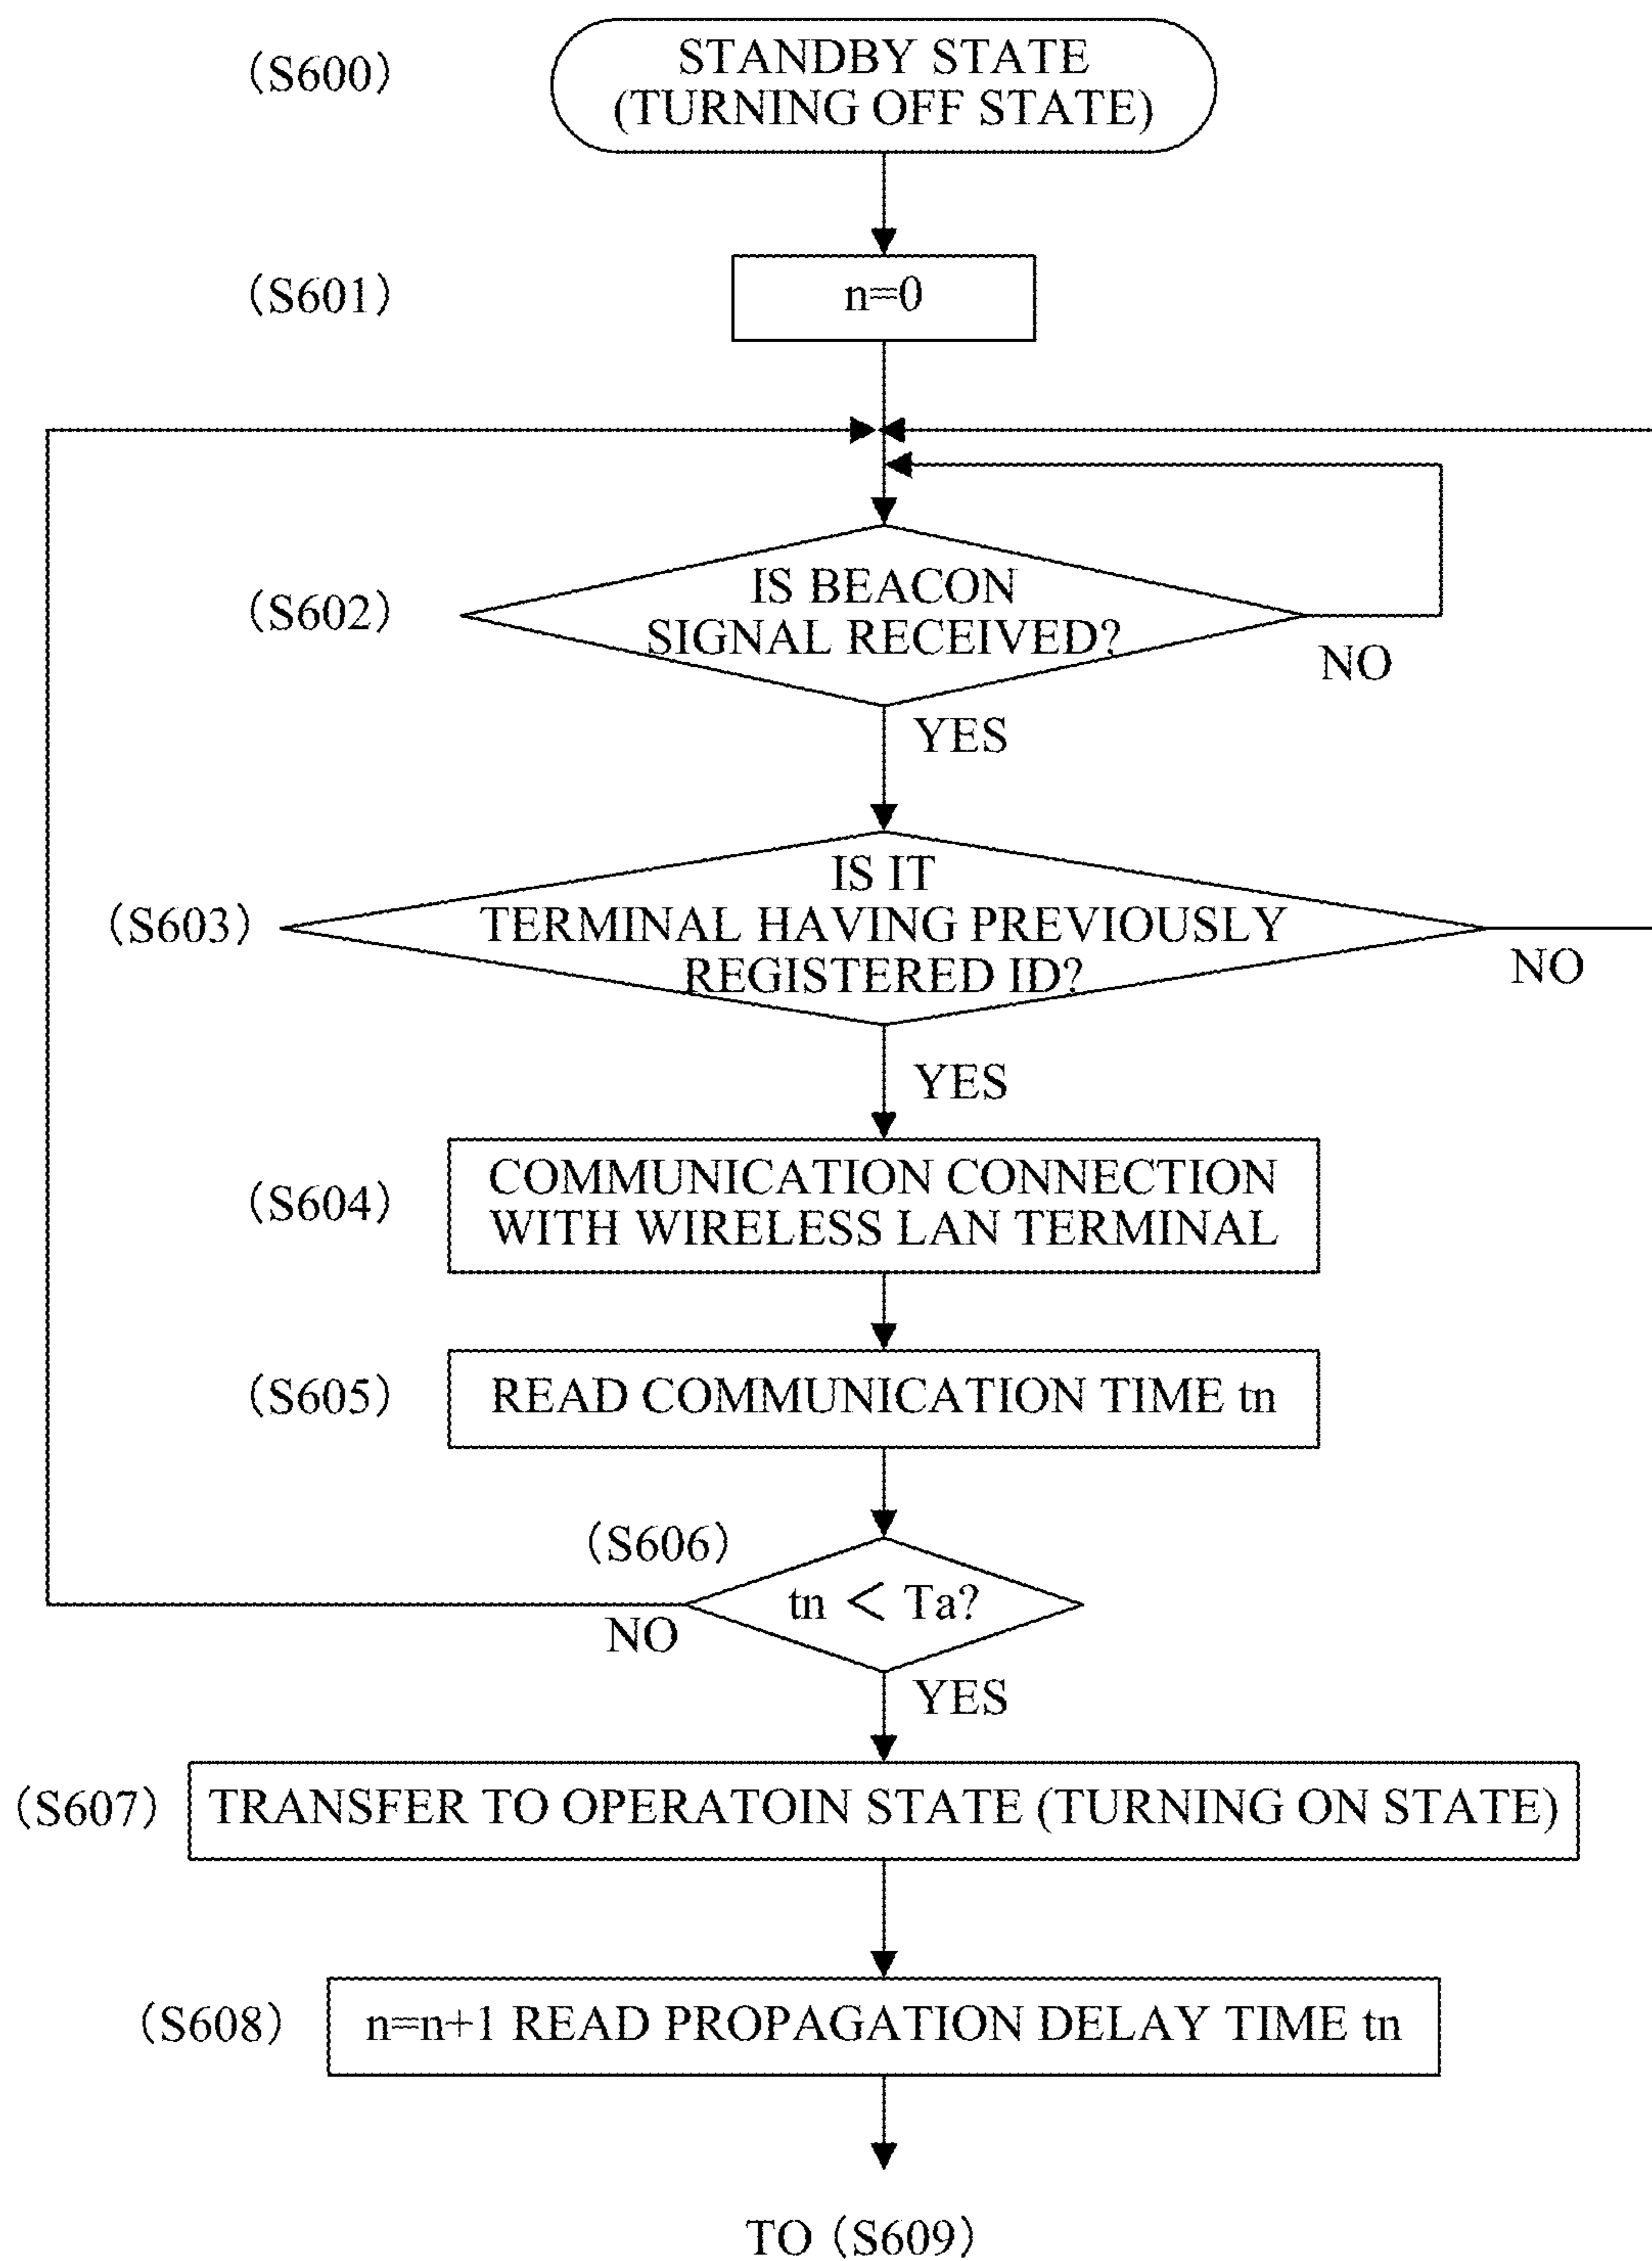 (S600)
STANDBY STATE
(TURNING OFF STATE)
(S601)
n=0
(S602)
IS BEACON
SIGNAL RECEIVED?
NO
YES
(S603)
IS IT
TERMINAL HAVING PREVIOUSLY
REGISTERED ID?
NO
YES
(S604)
COMMUNICATION CONNECTION
WITH WIRELESS LAN TERMINAL
(S605)
READ COMMUNICATION TIME tn
(S606)
tn < Ta?
NO
YES
(S607)
TRANSFER TO OPERATOIN STATE (TURNING ON STATE)
(S608)
n=n+1 READ PROPAGATION DELAY TIME tn
TO (S609)